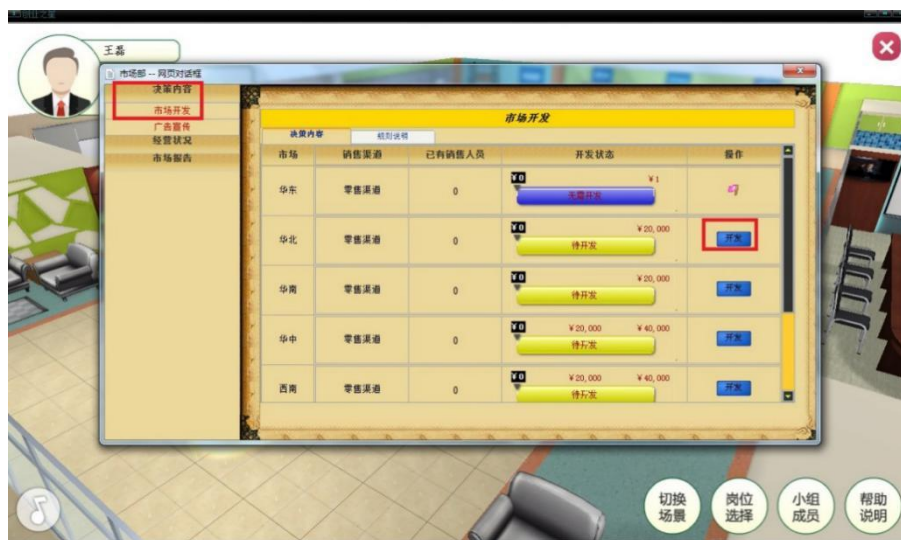 创业之星
王磊
市场部 -- 网页对话框
决策内容
市场开发
广告宣传
经营状况
市场报告
市场开发
决策内容 规则说明
市场 销售渠道 已有销售人员 开发状态 操作
华东 零售渠道 0 ¥0 ¥1 无需开发
华北 零售渠道 0 ¥0 ¥20,000 待开发 开发
华南 零售渠道 0 ¥0 ¥20,000 待开发 开发
华中 零售渠道 0 ¥0 ¥20,000 ¥40,000 待开发 开发
西南 零售渠道 0 ¥0 ¥20,000 ¥40,000 待开发 开发
切换场景
岗位选择
小组成员
帮助说明